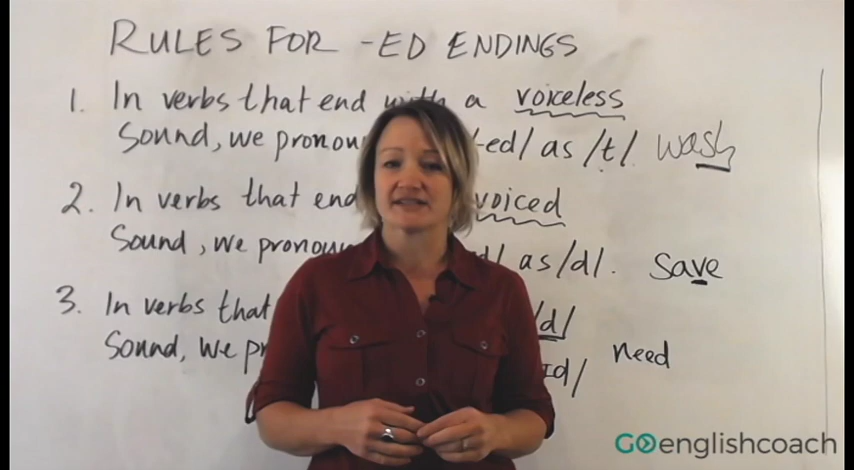 RULES FOR -ED ENDINGS
1. In verbs that end with a voiceless
Sound, we pronou -ed/ as /t/. wash
2. In verbs that end voiced
Sound, we pronou d/ as /d/. save
3. In verbs that /d/
Sound, we pr Id/ need
GOenglishcoach